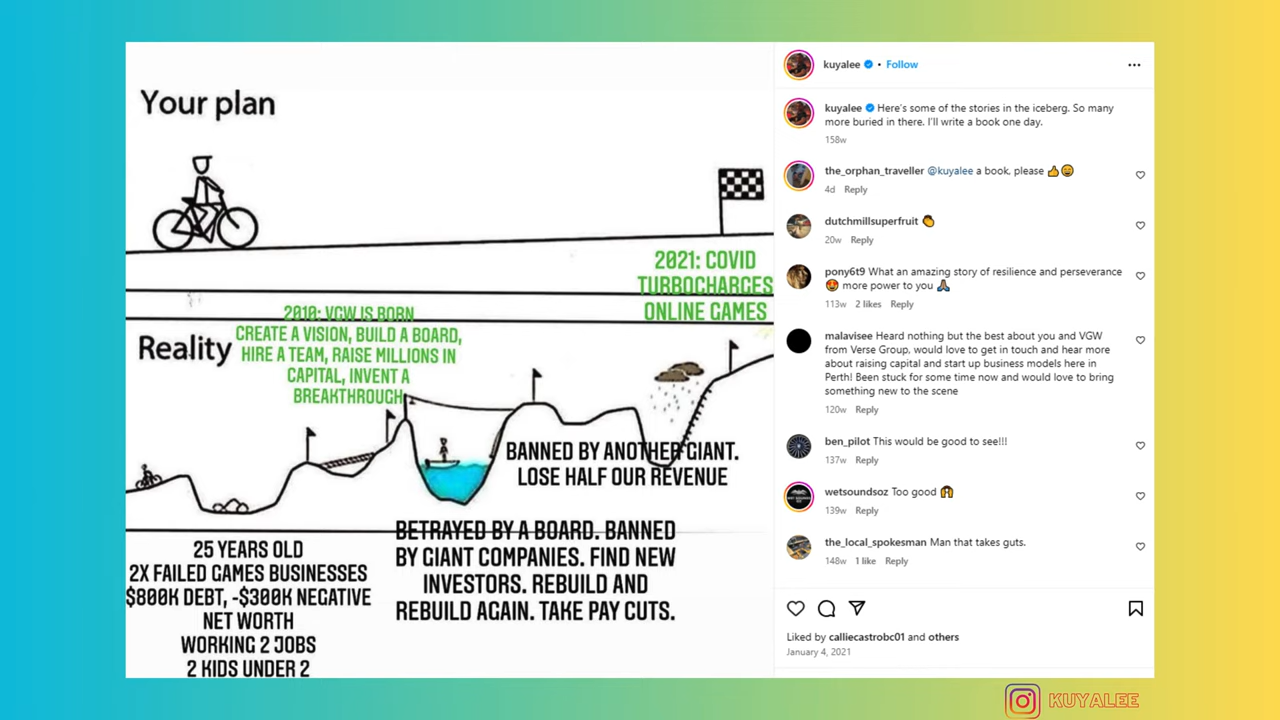 Your plan
2021: COVID
TURBOCHARGES
ONLINE GAMES
2010: VGW IS BORN
CREATE A VISION, BUILD A BOARD,
HIRE A TEAM, RAISE MILLIONS IN
CAPITAL, INVENT A
BREAKTHROUGH
Reality
BANNED BY ANOTHER GIANT.
LOSE HALF OUR REVENUE
BETRAYED BY A BOARD. BANNED
BY GIANT COMPANIES. FIND NEW
INVESTORS. REBUILD AND
REBUILD AGAIN. TAKE PAY CUTS.
25 YEARS OLD
2X FAILED GAMES BUSINESSES
$800K DEBT, -$300K NEGATIVE
NET WORTH
WORKING 2 JOBS
2 KIDS UNDER 2
kuyalee • Follow
kuyalee Here's some of the stories in the iceberg. So many
more buried in there. I'll write a book one day.
158w
the_orphan_traveller @kuyalee a book, please 👍😄
4d Reply
dutchmillsuperfruit 👏
20w Reply
pony6t9 What an amazing story of resilience and perseverance
😍 more power to you 🙏
113w 2 likes Reply
malavisee Heard nothing but the best about you and VGW
from Verse Group, would love to get in touch and hear more
about raising capital and start up business models here in
Perth! Been stuck for some time now and would love to bring
something new to the scene
120w Reply
ben_pilot This would be good to see!!!
137w Reply
wetsoundsoz Too good 🙌
139w Reply
the_local_spokesman Man that takes guts.
148w 1 like Reply
Liked by calliecastrobc01 and others
January 4, 2021
KUYALEE